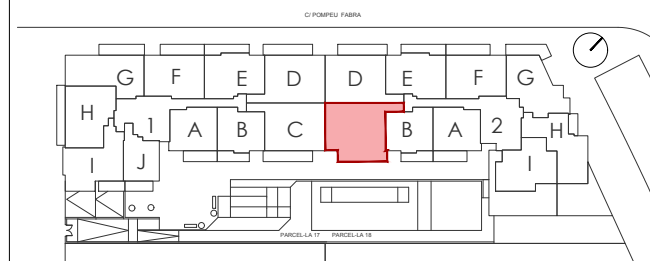 C/ POMPEU FABRA
G F E D D E F G
H 1 A B C B A 2 H
I J I
PARCEL·LA 17 PARCEL·LA 18